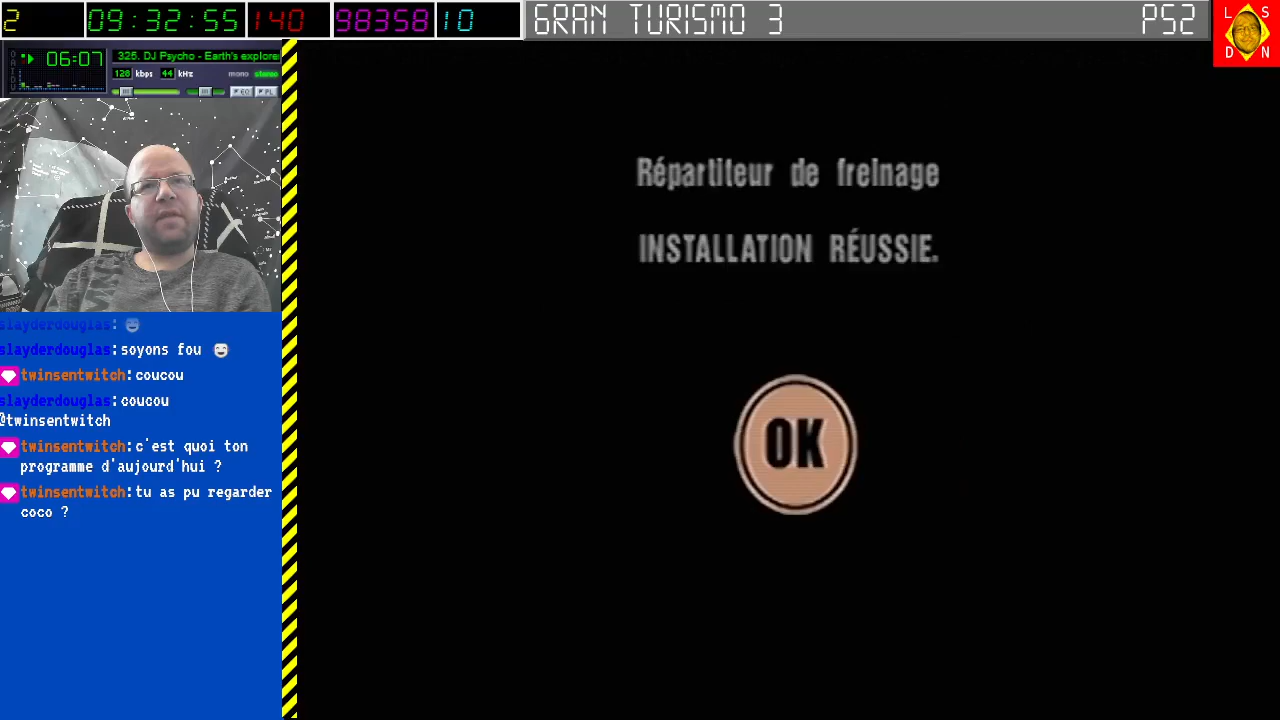 2 09:32:55 140 98358 10 GRAN TURISMO 3 PS2
L S
D N
06:07 325. DJ Psycho - Earth's explorer
128 kbps 44 kHz mono stereo
EQ PL
Répartiteur de freinage
INSTALLATION RÉUSSIE.
OK
slayderdouglas:
slayderdouglas: soyons fou
twinsentwitch: coucou
slayderdouglas: coucou
@twinsentwitch
twinsentwitch: c'est quoi ton
programme d'aujourd'hui ?
twinsentwitch: tu as pu regarder
coco ?